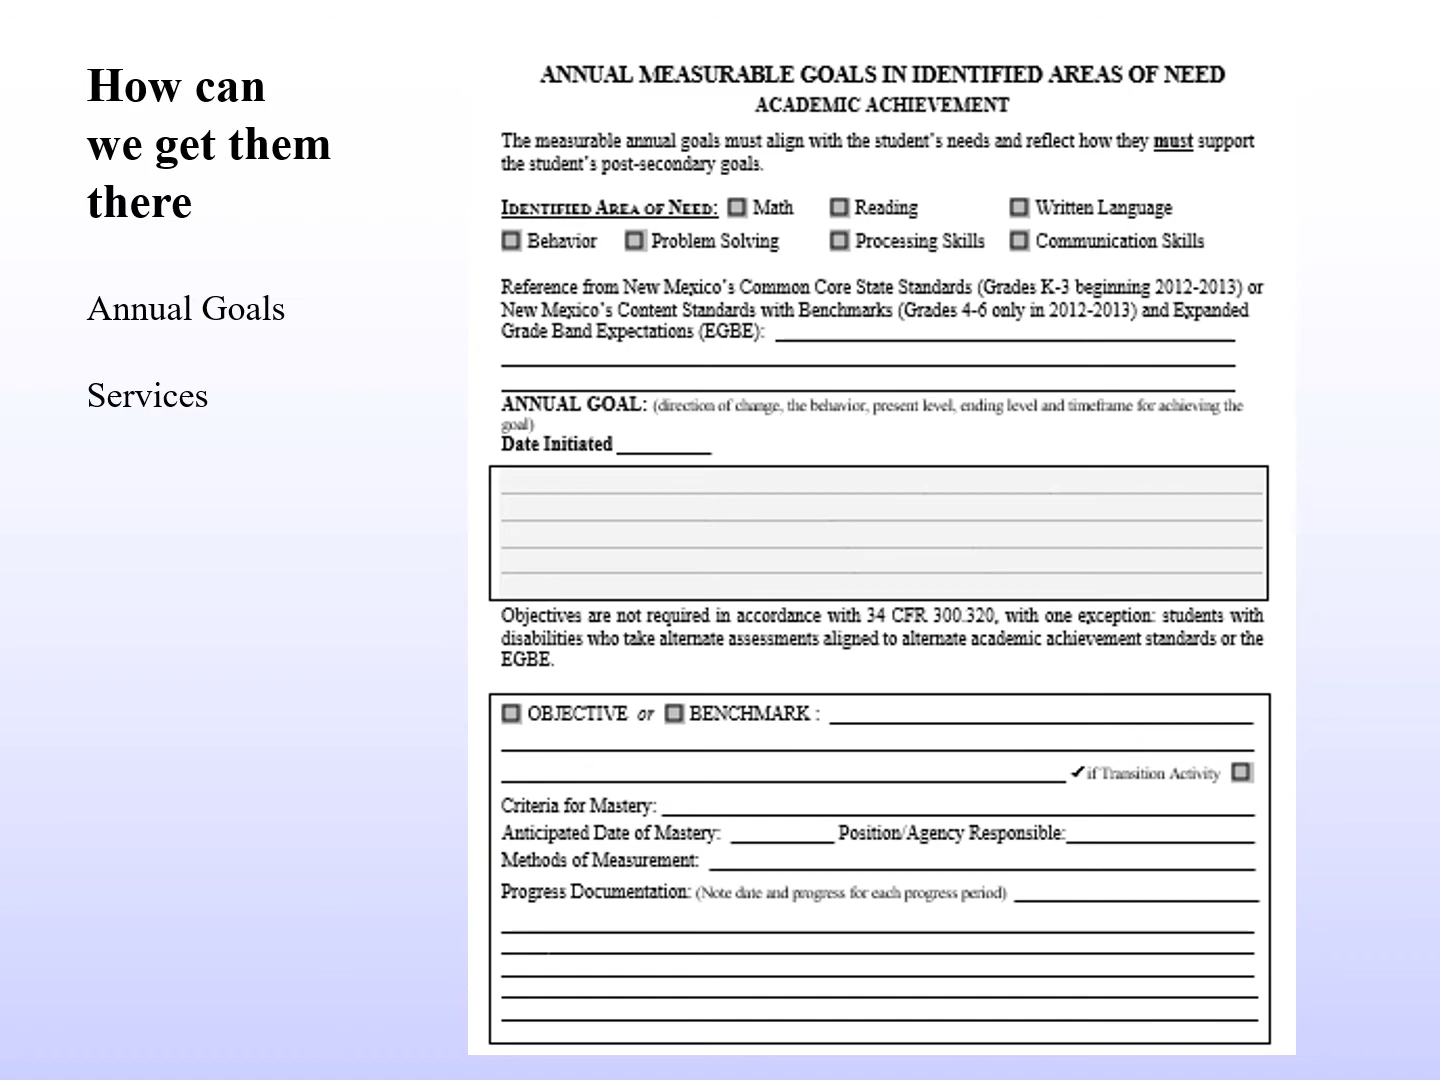 How can
we get them
there
Annual Goals
Services
ANNUAL MEASURABLE GOALS IN IDENTIFIED AREAS OF NEED
ACADEMIC ACHIEVEMENT
The measurable annual goals must align with the student's needs and reflect how they must support
the student's post-secondary goals.
IDENTIFIED AREA OF NEED: Math Reading Written Language
Behavior Problem Solving Processing Skills Communication Skills
Reference from New Mexico's Common Core State Standards (Grades K-3 beginning 2012-2013) or
New Mexico's Content Standards with Benchmarks (Grades 4-6 only in 2012-2013) and Expanded
Grade Band Expectations (EGBE):
ANNUAL GOAL: (direction of change, the behavior, present level, ending level and timeframe for achieving the
goal)
Date Initiated
Objectives are not required in accordance with 34 CFR 300.320, with one exception: students with
disabilities who take alternate assessments aligned to alternate academic achievement standards or the
EGBE.
OBJECTIVE or BENCHMARK :
✓if Transition Activity
Criteria for Mastery:
Anticipated Date of Mastery: Position/Agency Responsible:
Methods of Measurement:
Progress Documentation: (Note date and progress for each progress period)